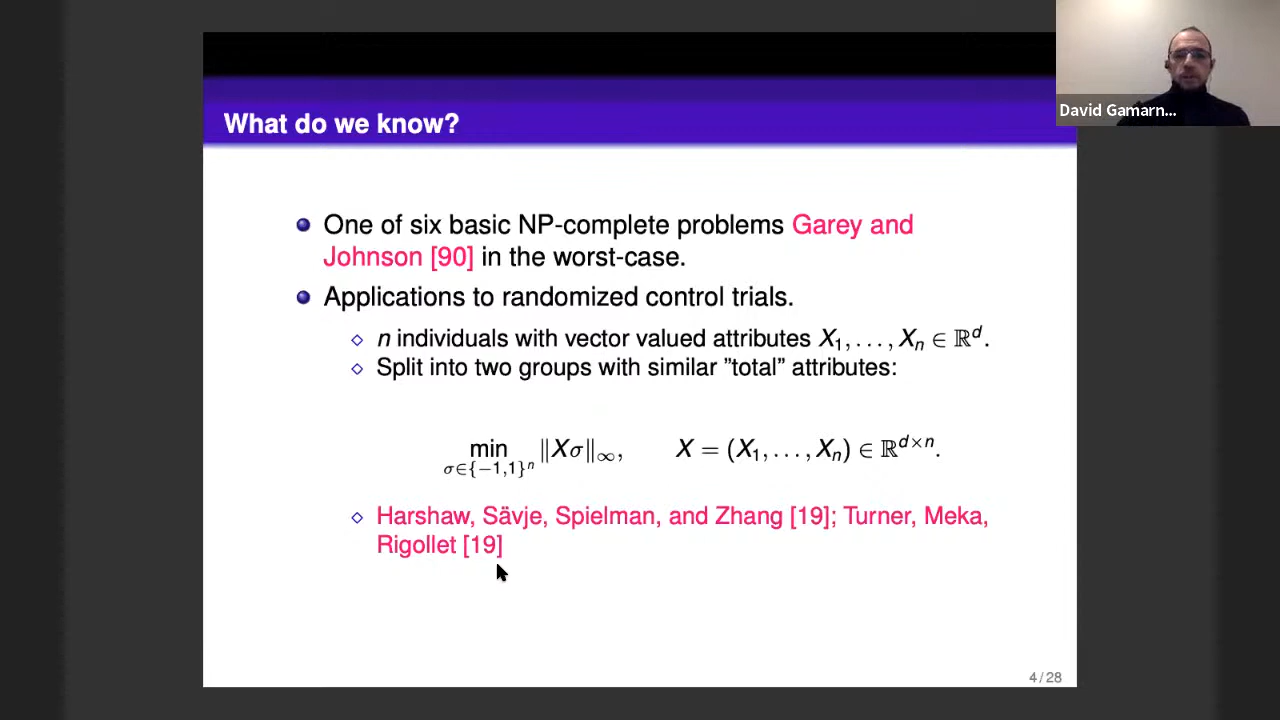 What do we know?
David Gamarn...
One of six basic NP-complete problems Garey and
Johnson [90] in the worst-case.
Applications to randomized control trials.
n individuals with vector valued attributes X₁, . . . , Xₙ ∈ ℝᵈ.
Split into two groups with similar ”total” attributes:
min ‖Xσ‖∞, X = (X₁, . . . , Xₙ) ∈ ℝᵈˣⁿ.
σ∈{−1,1}ⁿ
Harshaw, Sävje, Spielman, and Zhang [19]; Turner, Meka,
Rigollet [19]
4 / 28